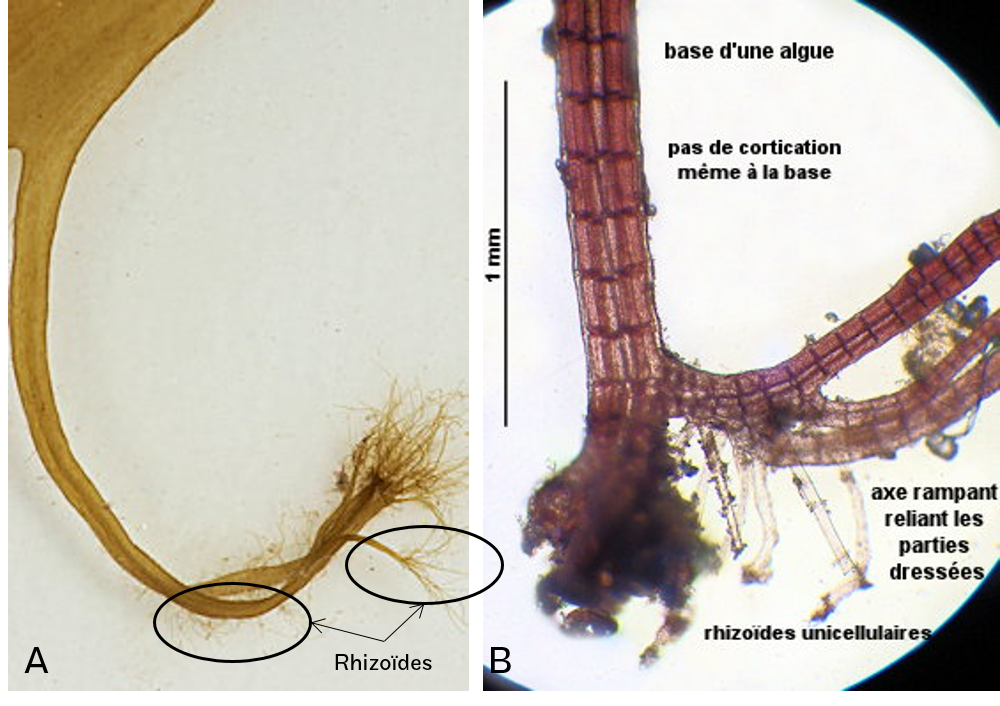 A
Rhizoïdes
B
1 mm
base d'une algue
pas de cortication
même à la base
axe rampant
reliant les
parties
dressées
rhizoïdes unicellulaires